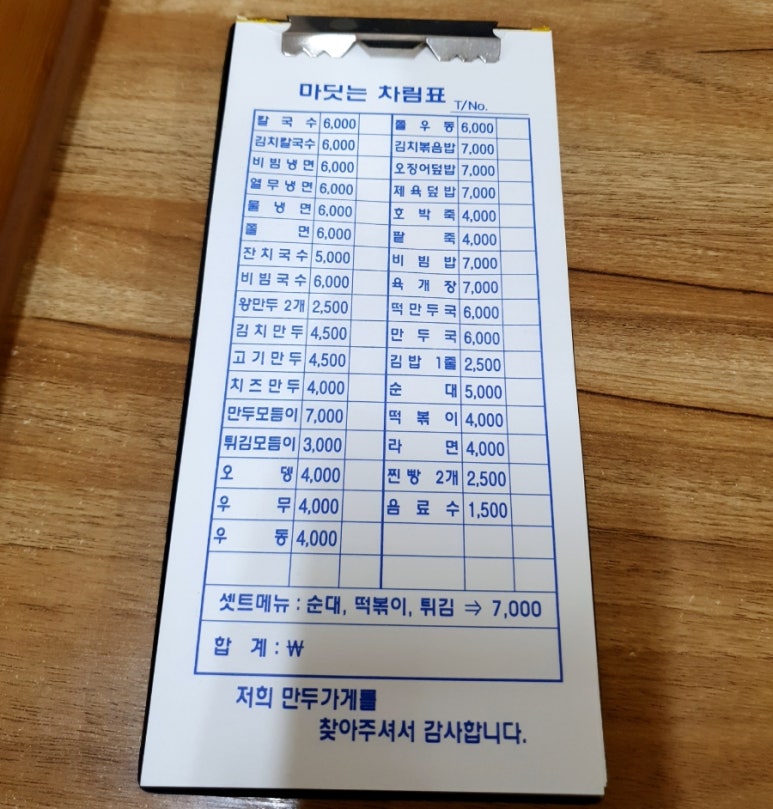 마딧는 차림표 T/No.
칼국수 6,000 쫄우동 6,000
김치칼국수 6,000 김치볶음밥 7,000
비빔냉면 6,000 오징어덮밥 7,000
열무냉면 6,000 제육덮밥 7,000
물냉면 6,000 호박죽 4,000
쫄면 6,000 팥죽 4,000
잔치국수 5,000 비빔밥 7,000
비빔국수 6,000 육개장 7,000
왕만두 2개 2,500 떡만두국 6,000
김치만두 4,500 만두국 6,000
고기만두 4,500 김밥 1줄 2,500
치즈만두 4,000 순대 5,000
만두모듬이 7,000 떡볶이 4,000
튀김모듬이 3,000 라면 4,000
오뎅 4,000 찐빵 2개 2,500
우무 4,000 음료수 1,500
우동 4,000
셋트메뉴 : 순대, 떡볶이, 튀김 ⇒ 7,000
합 계 : ₩
저희 만두가게를
찾아주셔서 감사합니다.